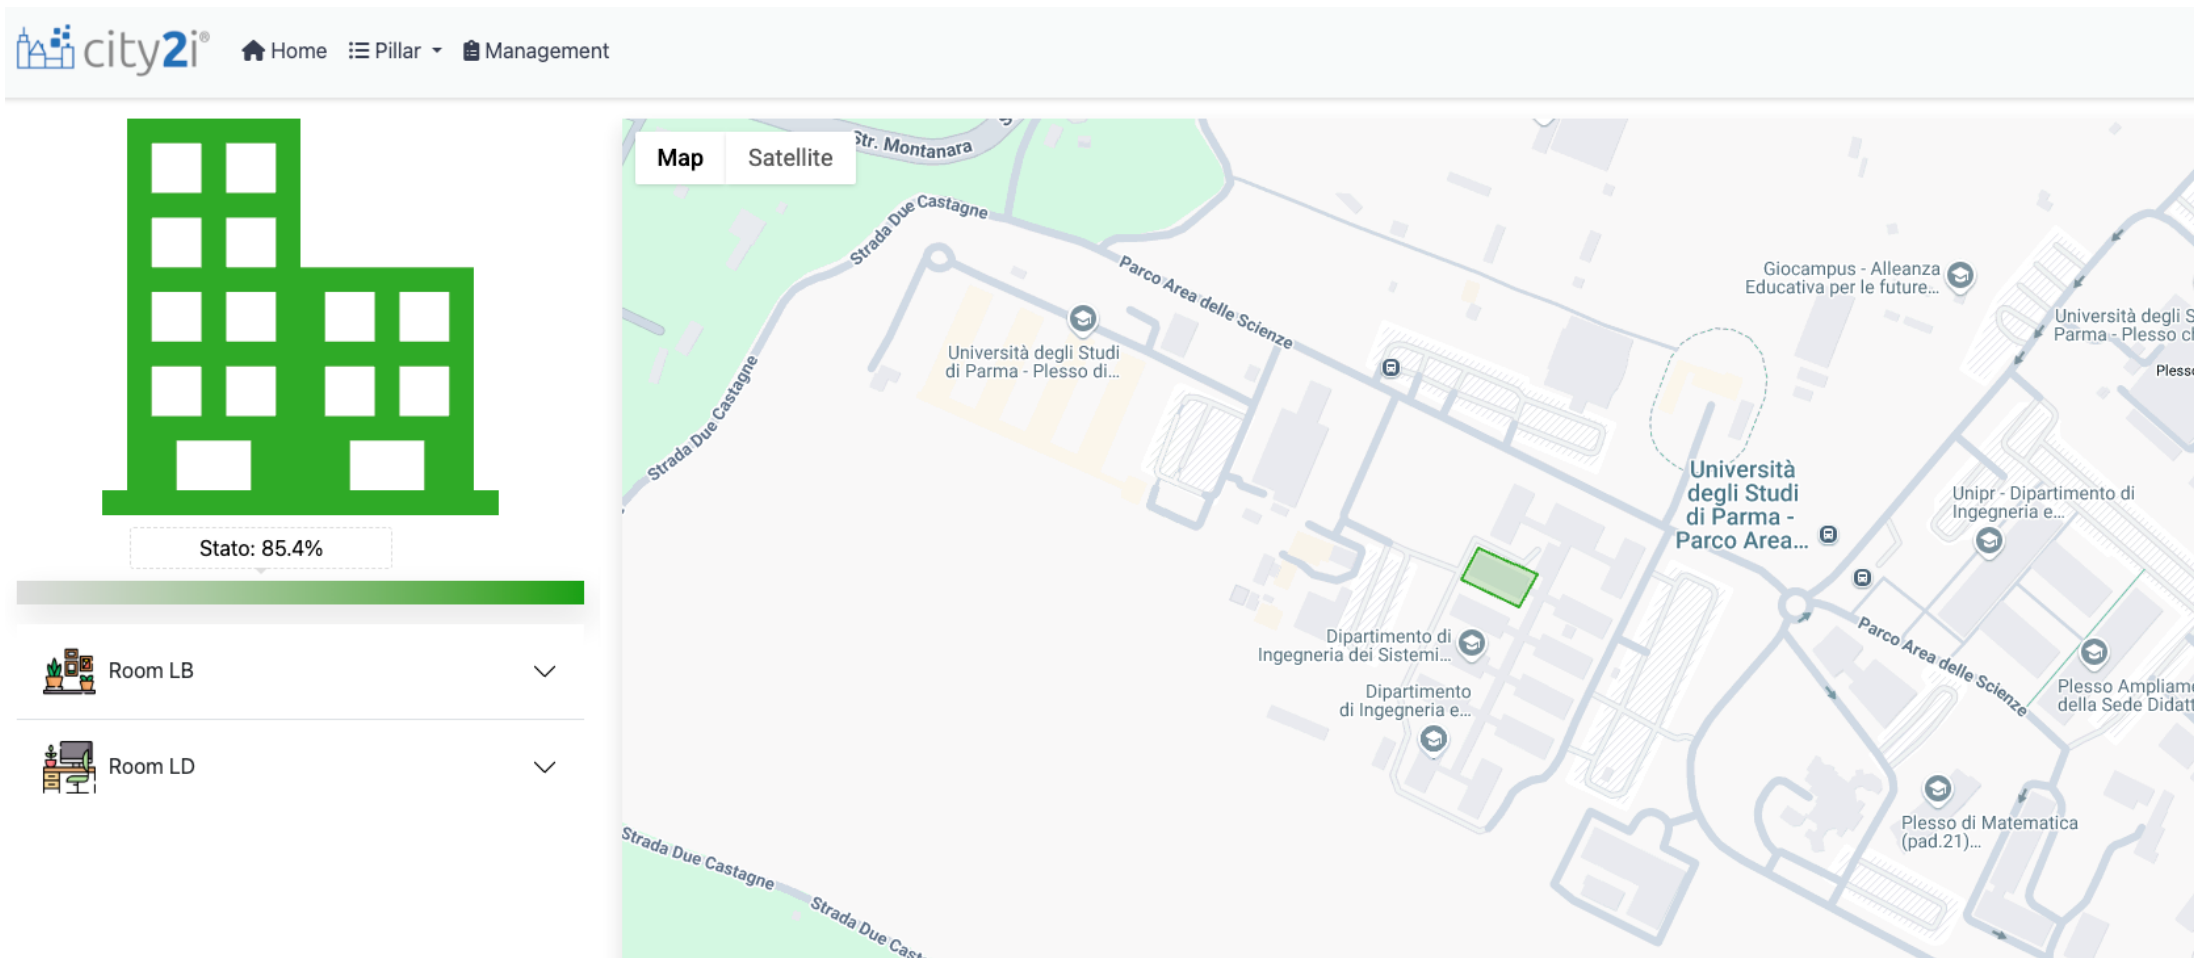 city2i®
Home
Pillar
Management
Stato: 85.4%
Room LB
Room LD
Map
Satellite
Str. Montanara
Strada Due Castagne
Parco Area delle Scienze
Giocampus - Alleanza
Educativa per le future...
Università degli S
Parma - Plesso
Università degli Studi
di Parma - Plesso di...
Strada Due Castagne
Università
degli Studi
di Parma -
Parco Area...
Unipr - Dipartimento di
Ingegneria e...
Dipartimento di
Ingegneria dei Sistemi...
Parco Area delle Scienze
Dipartimento
di Ingegneria e...
Plesso
della Sede
Plesso di Matematica
(pad.21)...
Strada Due Castagne
Strada Due